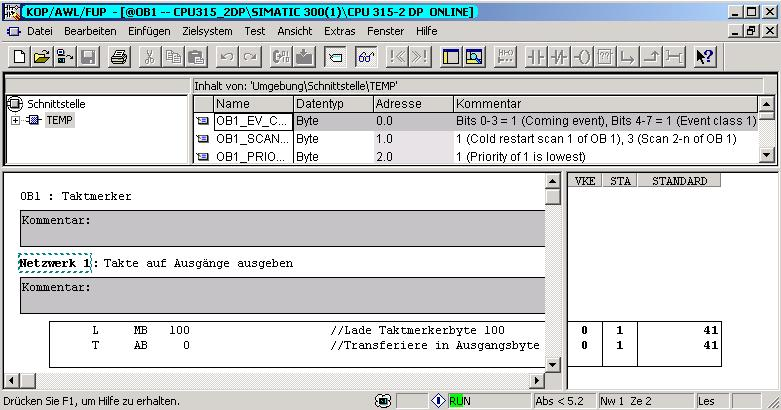 KOP/AWL/FUP - [@OB1 -- CPU315_2DP\SIMATIC 300(1)\CPU 315-2 DP ONLINE]
Datei Bearbeiten Einfügen Zielsystem Test Ansicht Extras Fenster Hilfe
Inhalt von: 'Umgebung\Schnittstelle\TEMP'
Schnittstelle
TEMP
Name Datentyp Adresse Kommentar
OB1_EV_C... Byte 0.0 Bits 0-3 = 1 (Coming event), Bits 4-7 = 1 (Event class 1)
OB1_SCAN... Byte 1.0 1 (Cold restart scan 1 of OB 1), 3 (Scan 2-n of OB 1)
OB1_PRIO... Byte 2.0 1 (Priority of 1 is lowest)
VKE STA STANDARD
OB1 : Taktmerker
Kommentar:
Netzwerk 1: Takte auf Ausgänge ausgeben
Kommentar:
L MB 100 //Lade Taktmerkerbyte 100 0 1 41
T AB 0 //Transferiere in Ausgangsbyte 0 1 41
Drücken Sie F1, um Hilfe zu erhalten. RUN Abs < 5.2 Nw 1 Ze 2 Les